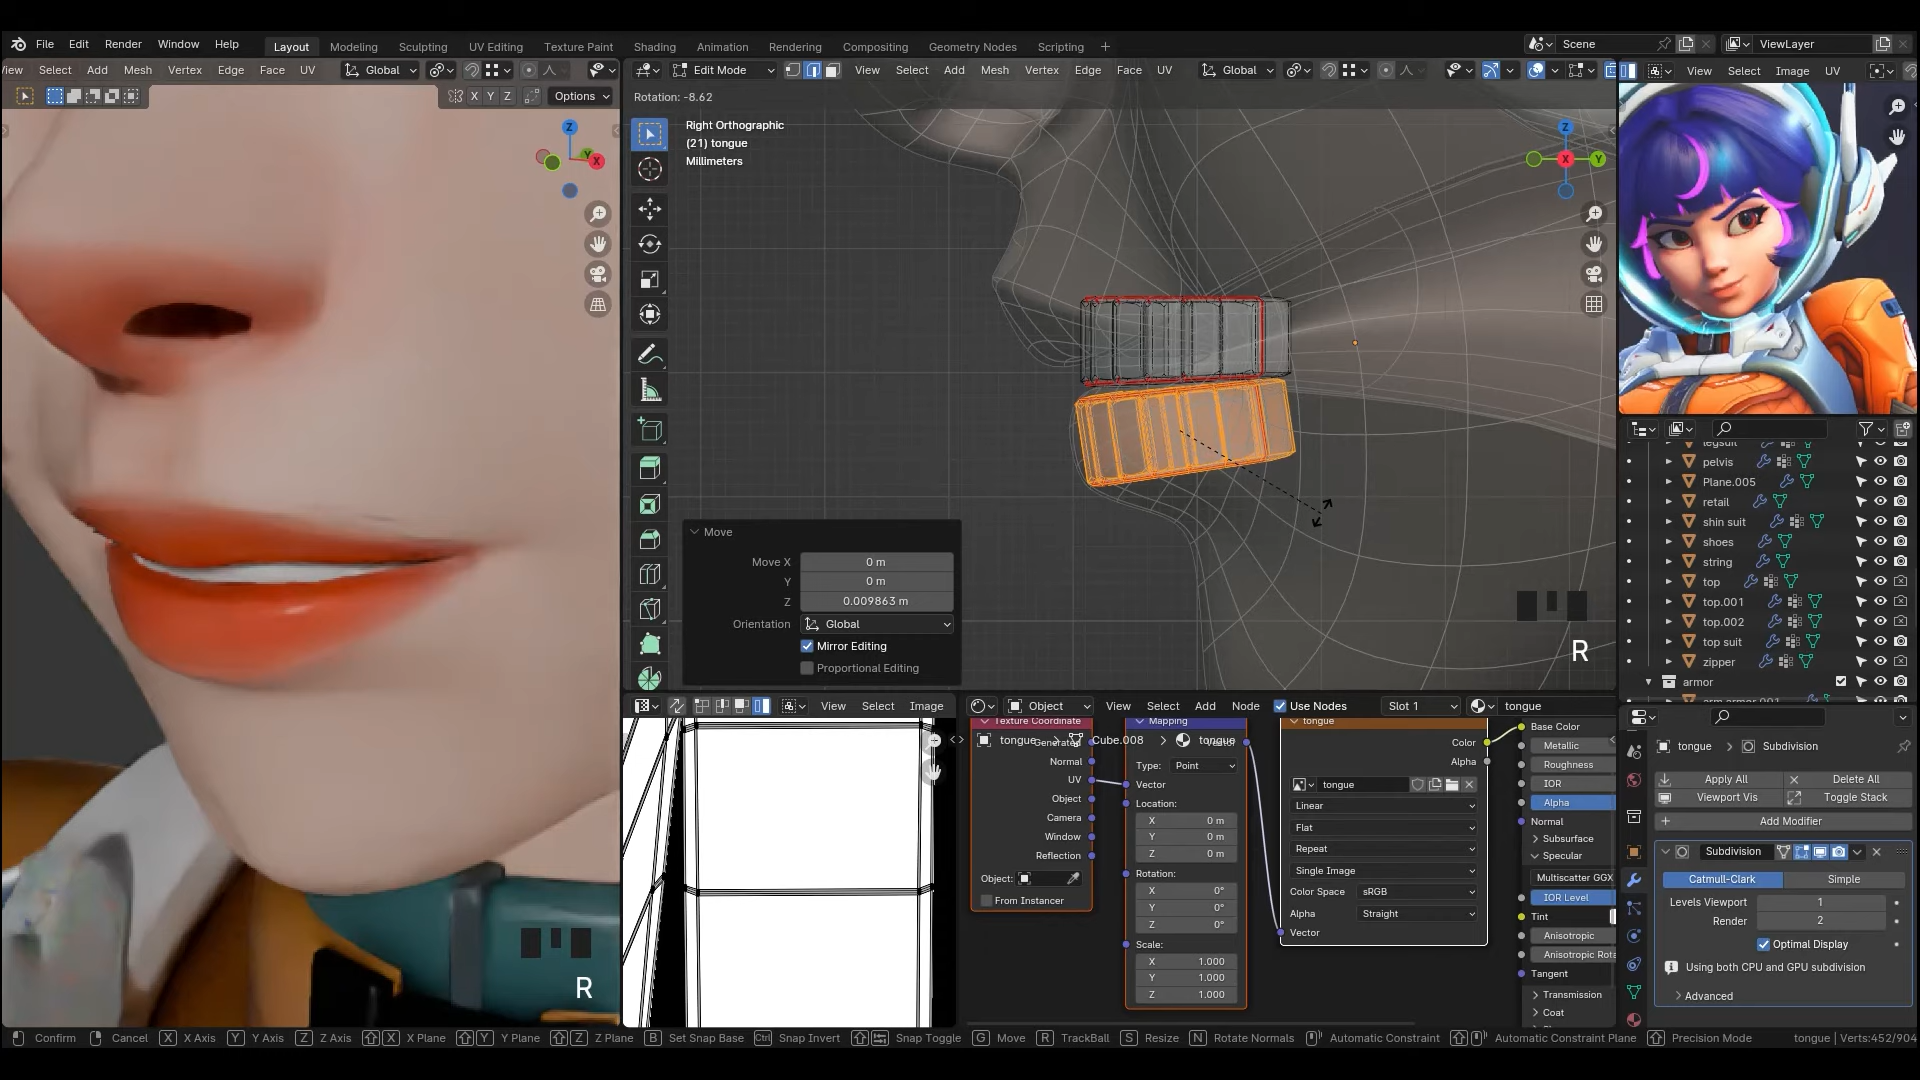 File Edit Render Window Help Layout Modeling Sculpting UV Editing Texture Paint Shading Animation Rendering Compositing Geometry Nodes Scripting + Scene ViewLayer
View Select Add Mesh Vertex Edge Face UV Global
Edit Mode View Select Add Mesh Vertex Edge Face UV Global
View Select Image UV
X Y Z Options
Rotation: -8.62
Right Orthographic
(21) tongue
Millimeters
Z
Y
X
Z
X
Y
Move
Move X 0 m
Y 0 m
Z 0.009863 m
Orientation Global
Mirror Editing
Proportional Editing
R
R
pelvis
Plane.005
retail
shin suit
shoes
string
top
top.001
top.002
top suit
zipper
armor
View Select Image
Object View Select Add Node Use Nodes Slot 1 tongue
Texture Coordinate
tongue > Cube.008 > tongue
Normal
UV
Object
Camera
Window
Reflection
Object:
From Instancer
Mapping
Type: Point
Vector
Location:
X 0 m
Y 0 m
Z 0 m
Rotation:
X 0°
Y 0°
Z 0°
Scale:
X 1.000
Y 1.000
Z 1.000
tongue
Color
Alpha
tongue
Linear
Flat
Repeat
Single Image
Color Space sRGB
Alpha Straight
Vector
Base Color
Metallic
Roughness
IOR
Alpha
Normal
Subsurface
Specular
Multiscatter GGX
IOR Level
Tint
Anisotropic
Anisotropic Rota
Tangent
Transmission
Coat
tongue > Subdivision
Apply All Delete All
Viewport Vis Toggle Stack
Add Modifier
Subdivision
Catmull-Clark Simple
Levels Viewport 1
Render 2
Optimal Display
Using both CPU and GPU subdivision
Advanced
Confirm Cancel X X Axis Y Y Axis Z Z Axis X X Plane Y Y Plane Z Z Plane B Set Snap Base Ctrl Snap Invert Snap Toggle G Move R TrackBall S Resize N Rotate Normals Automatic Constraint Automatic Constraint Plane Precision Mode tongue | Verts:452/904